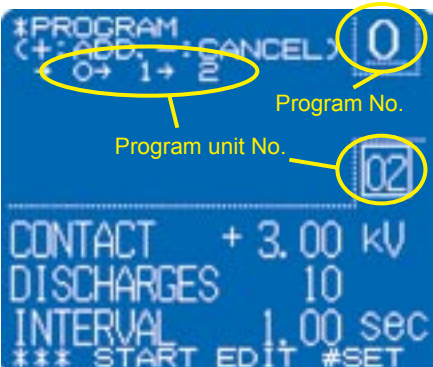 *PROGRAM
(+:ADD. -:CANCEL)
0
→ 0→ 1→ 2
Program No.
Program unit No.
02
CONTACT + 3.00 kV
DISCHARGES 10
INTERVAL 1.00 sec
*** START EDIT #SET